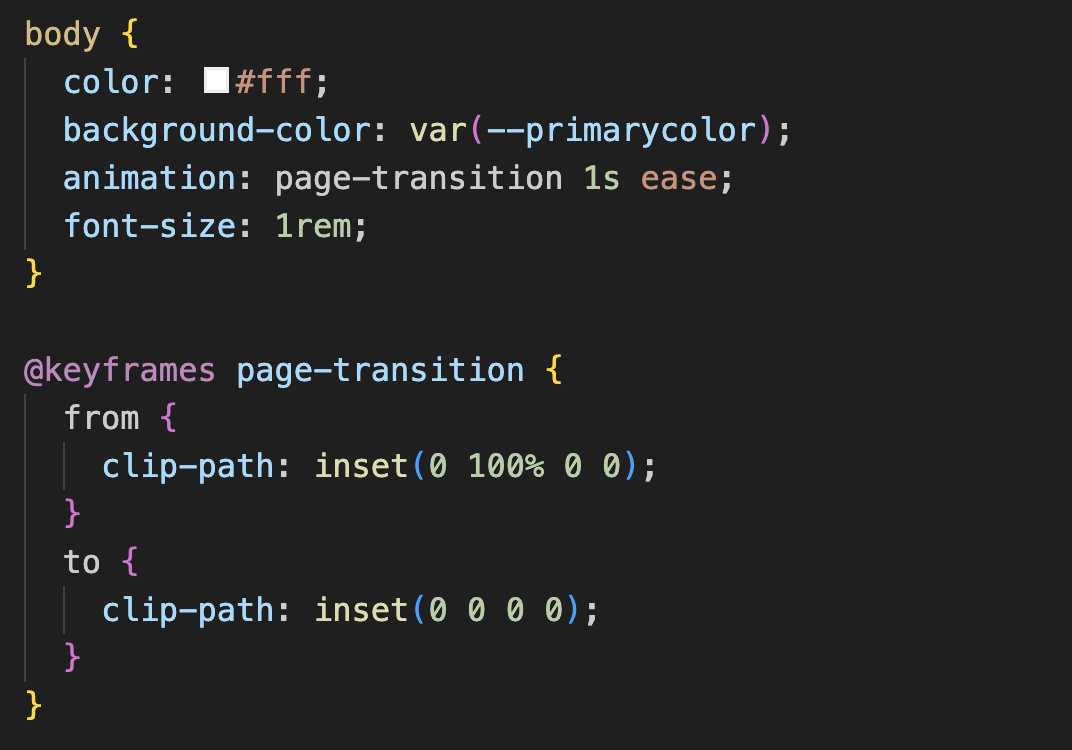 body {
  color: #fff;
  background-color: var(--primarycolor);
  animation: page-transition 1s ease;
  font-size: 1rem;
}

@keyframes page-transition {
  from {
    clip-path: inset(0 100% 0 0);
  }
  to {
    clip-path: inset(0 0 0 0);
  }
}